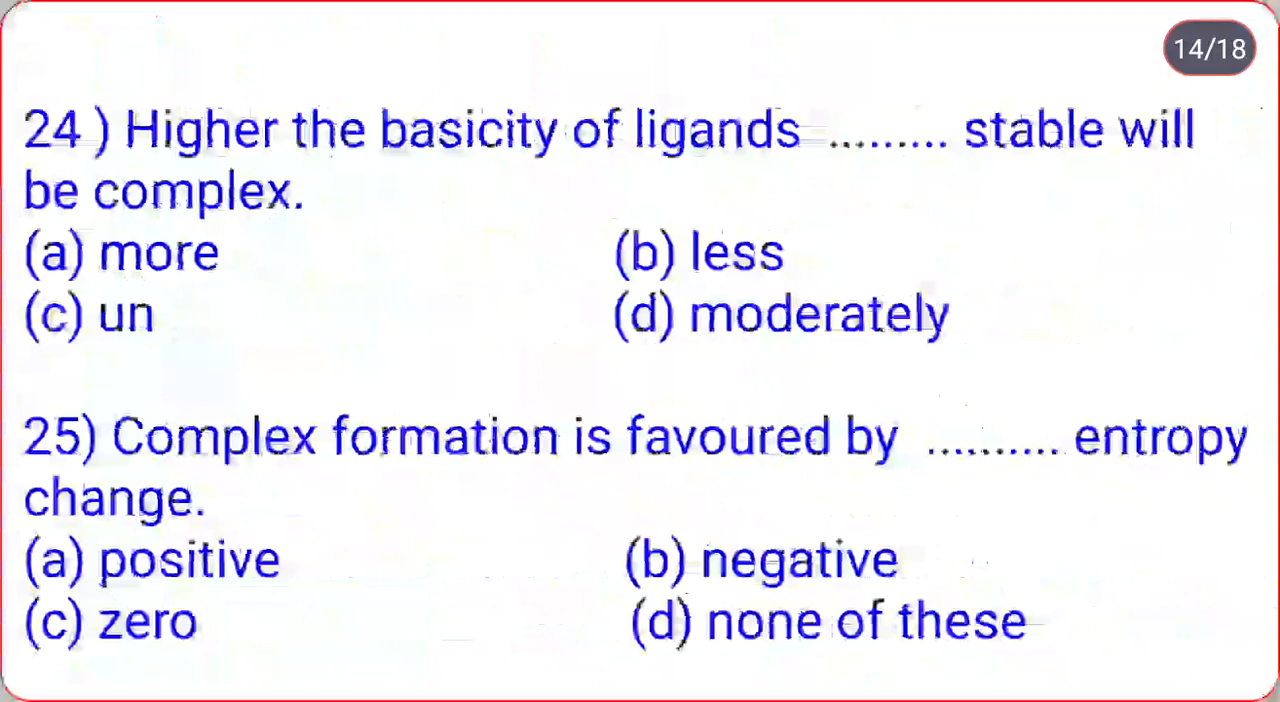 14/18
24 ) Higher the basicity of ligands ......... stable will
be complex.
(a) more (b) less
(c) un (d) moderately
25) Complex formation is favoured by .......... entropy
change.
(a) positive (b) negative
(c) zero (d) none of these